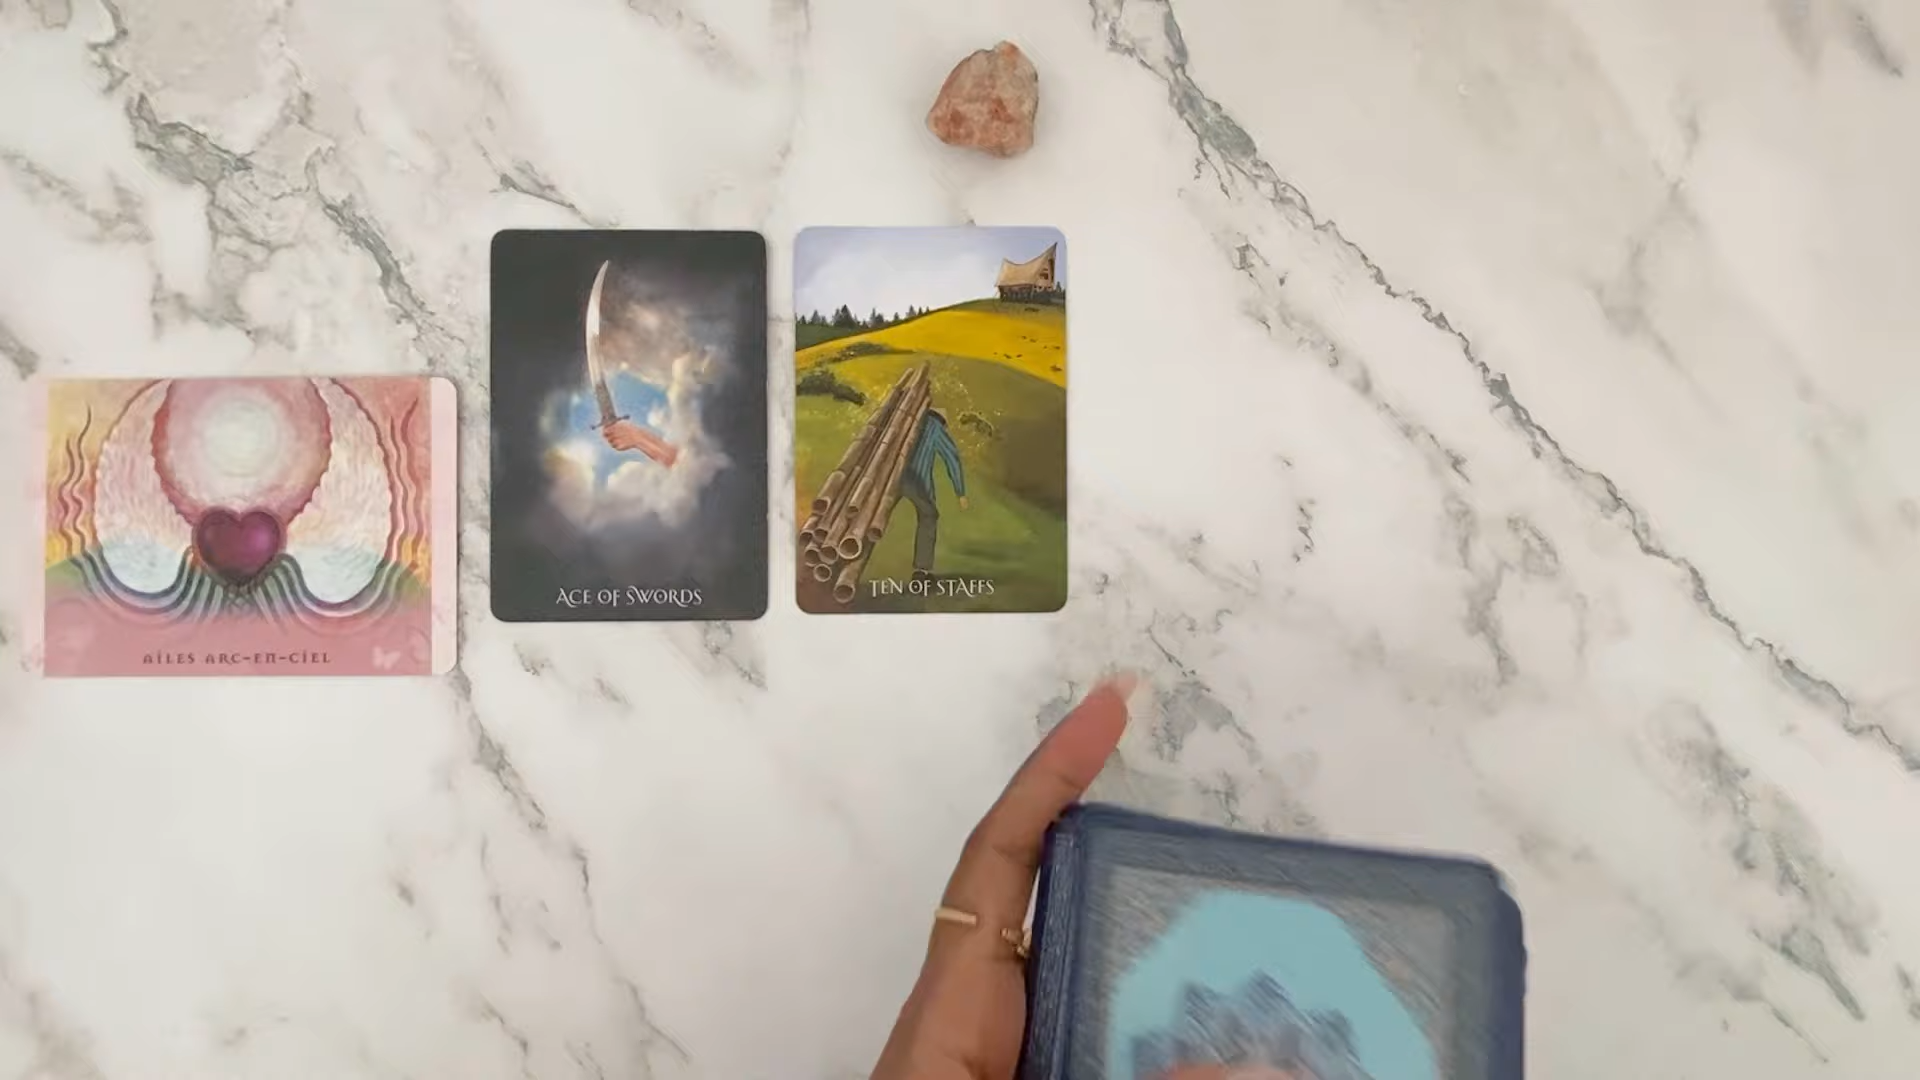 AILES ARC-EN-CIEL
ACE OF SWORDS
TEN OF STAFFS